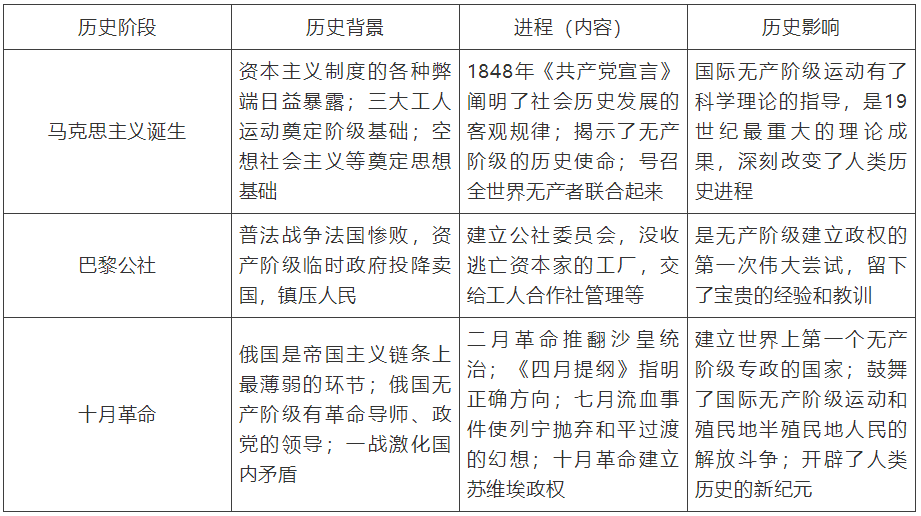 历史阶段
历史背景
进程（内容）
历史影响
马克思主义诞生
资本主义制度的各种弊
端日益暴露；三大工人
运动奠定阶级基础；空
想社会主义等奠定思想
基础
1848年《共产党宣言》
阐明了社会历史发展的
客观规律；揭示了无产
阶级的历史使命；号召
全世界无产者联合起来
国际无产阶级运动有了
科学理论的指导，是19
世纪最重大的理论成
果，深刻改变了人类历
史进程
巴黎公社
普法战争法国惨败，资
产阶级临时政府投降卖
国，镇压人民
建立公社委员会，没收
逃亡资本家的工厂，交
给工人合作社管理等
是无产阶级建立政权的
第一次伟大尝试，留下
了宝贵的经验和教训
十月革命
俄国是帝国主义链条上
最薄弱的环节；俄国无
产阶级有革命导师、政
党的领导；一战激化国
内矛盾
二月革命推翻沙皇统
治；《四月提纲》指明
正确方向；七月流血事
件使列宁抛弃和平过渡
的幻想；十月革命建立
苏维埃政权
建立世界上第一个无产
阶级专政的国家；鼓舞
了国际无产阶级运动和
殖民地半殖民地人民的
解放斗争；开辟了人类
历史的新纪元